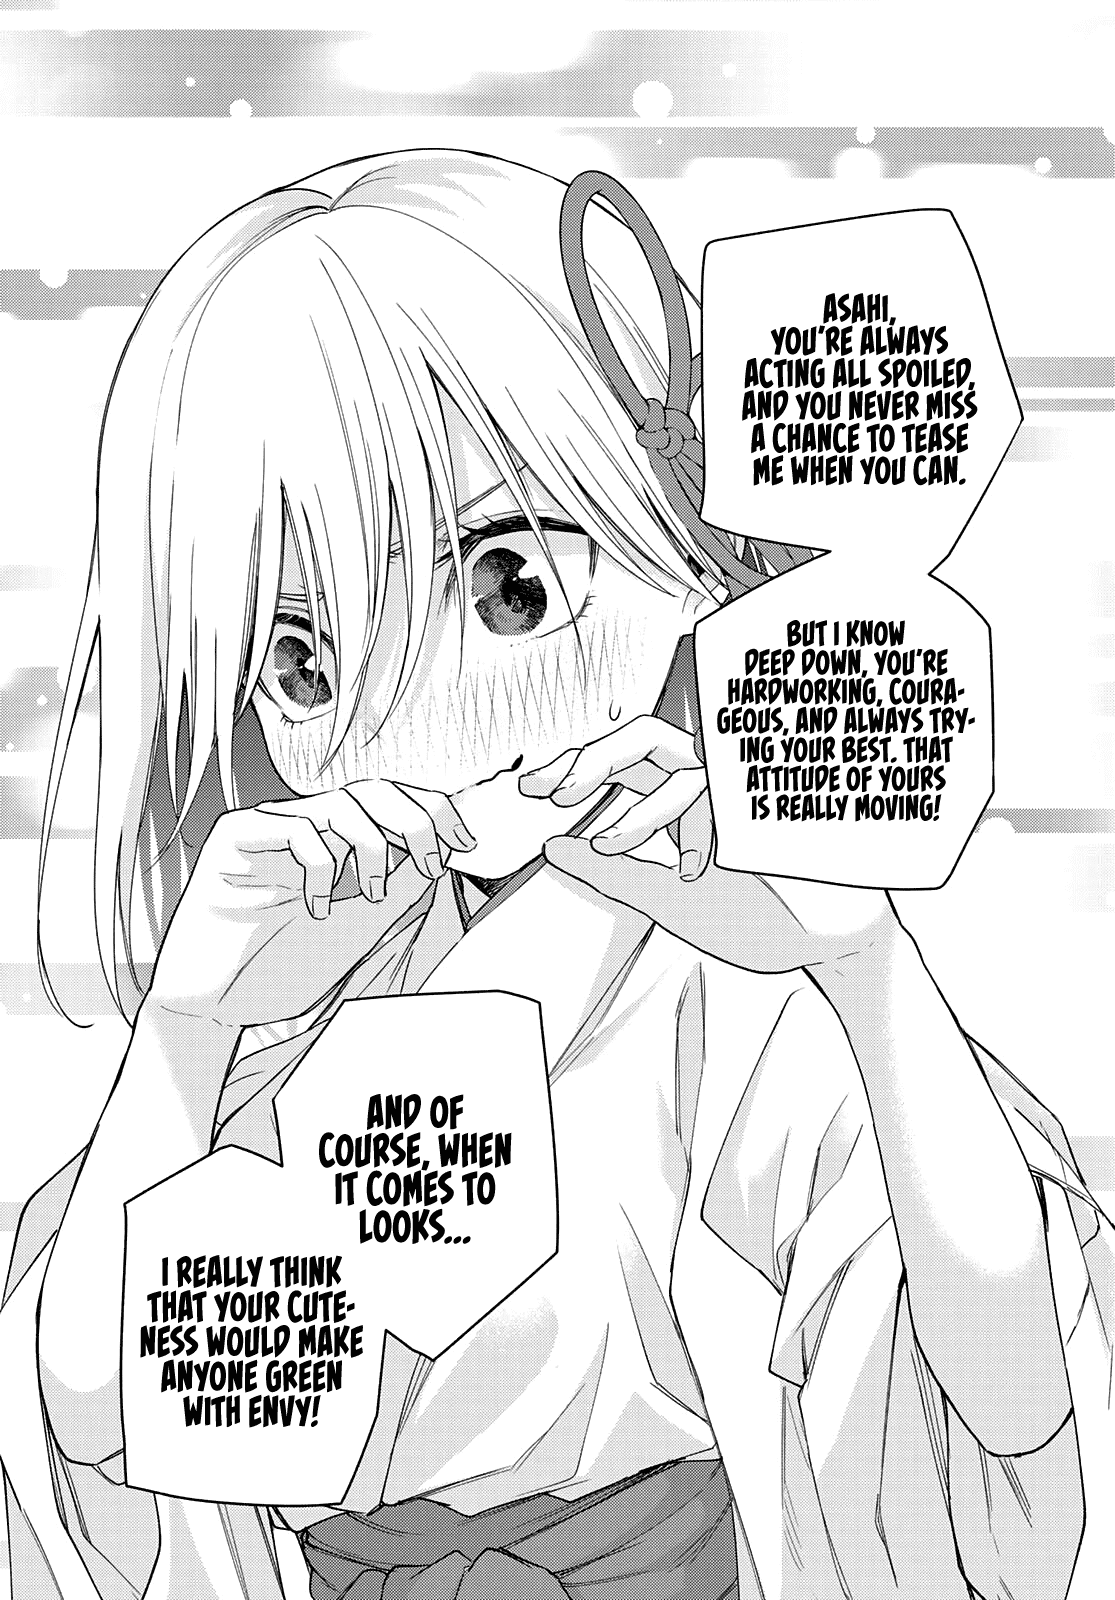 ASAHI,
YOU'RE ALWAYS
ACTING ALL SPOILED,
AND YOU NEVER MISS
A CHANCE TO TEASE
ME WHEN YOU CAN.
BUT I KNOW
DEEP DOWN, YOU'RE
HARDWORKING, COURA-
GEOUS, AND ALWAYS TRY-
ING YOUR BEST. THAT
ATTITUDE OF YOURS
IS REALLY MOVING!
AND OF
COURSE, WHEN
IT COMES TO
LOOKS...
I REALLY THINK
THAT YOUR CUTE-
NESS WOULD MAKE
ANYONE GREEN
WITH ENVY!